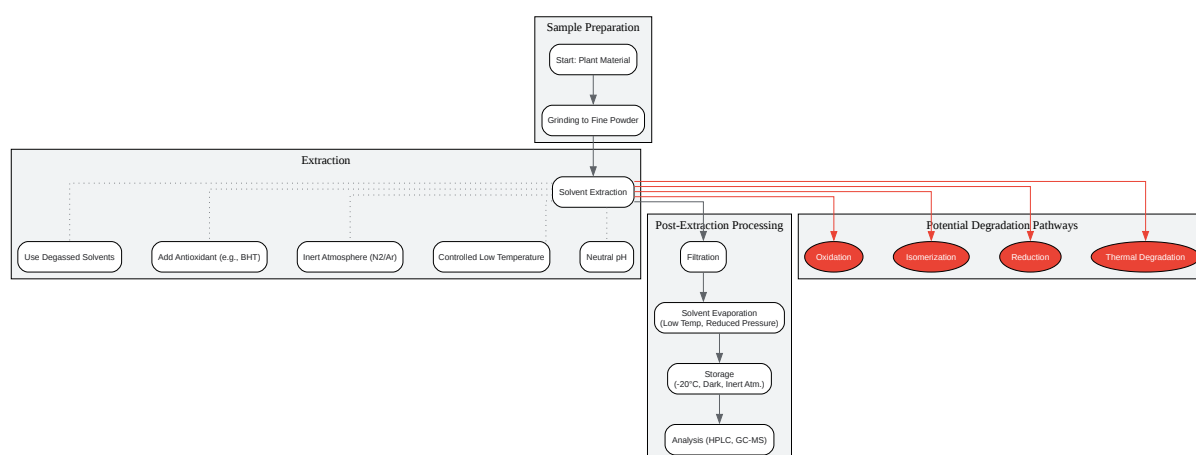 Sample Preparation
Start: Plant Material
Grinding to Fine Powder
Extraction
Solvent Extraction
Use Degassed Solvents
Add Antioxidant (e.g., BHT)
Inert Atmosphere (N2/Ar)
Controlled Low Temperature
Neutral pH
Post-Extraction Processing
Filtration
Solvent Evaporation
(Low Temp, Reduced Pressure)
Storage
(-20°C, Dark, Inert Atm.)
Analysis (HPLC, GC-MS)
Potential Degradation Pathways
Oxidation
Isomerization
Reduction
Thermal Degradation